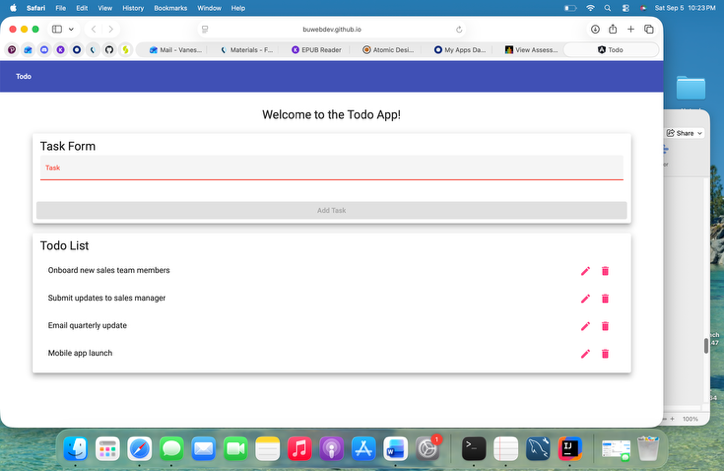 Safari File Edit View History Bookmarks Window Help Sat Sep 5 10:23 PM
buwebdev.github.io
Mail - Vanes... Materials - F... EPUB Reader Atomic Desi... My Apps Da... View Assess... Todo
Todo
Welcome to the Todo App!
Share
Task Form
Task
Add Task
Todo List
Onboard new sales team members
Submit updates to sales manager
Email quarterly update
Mobile app launch
100%
1